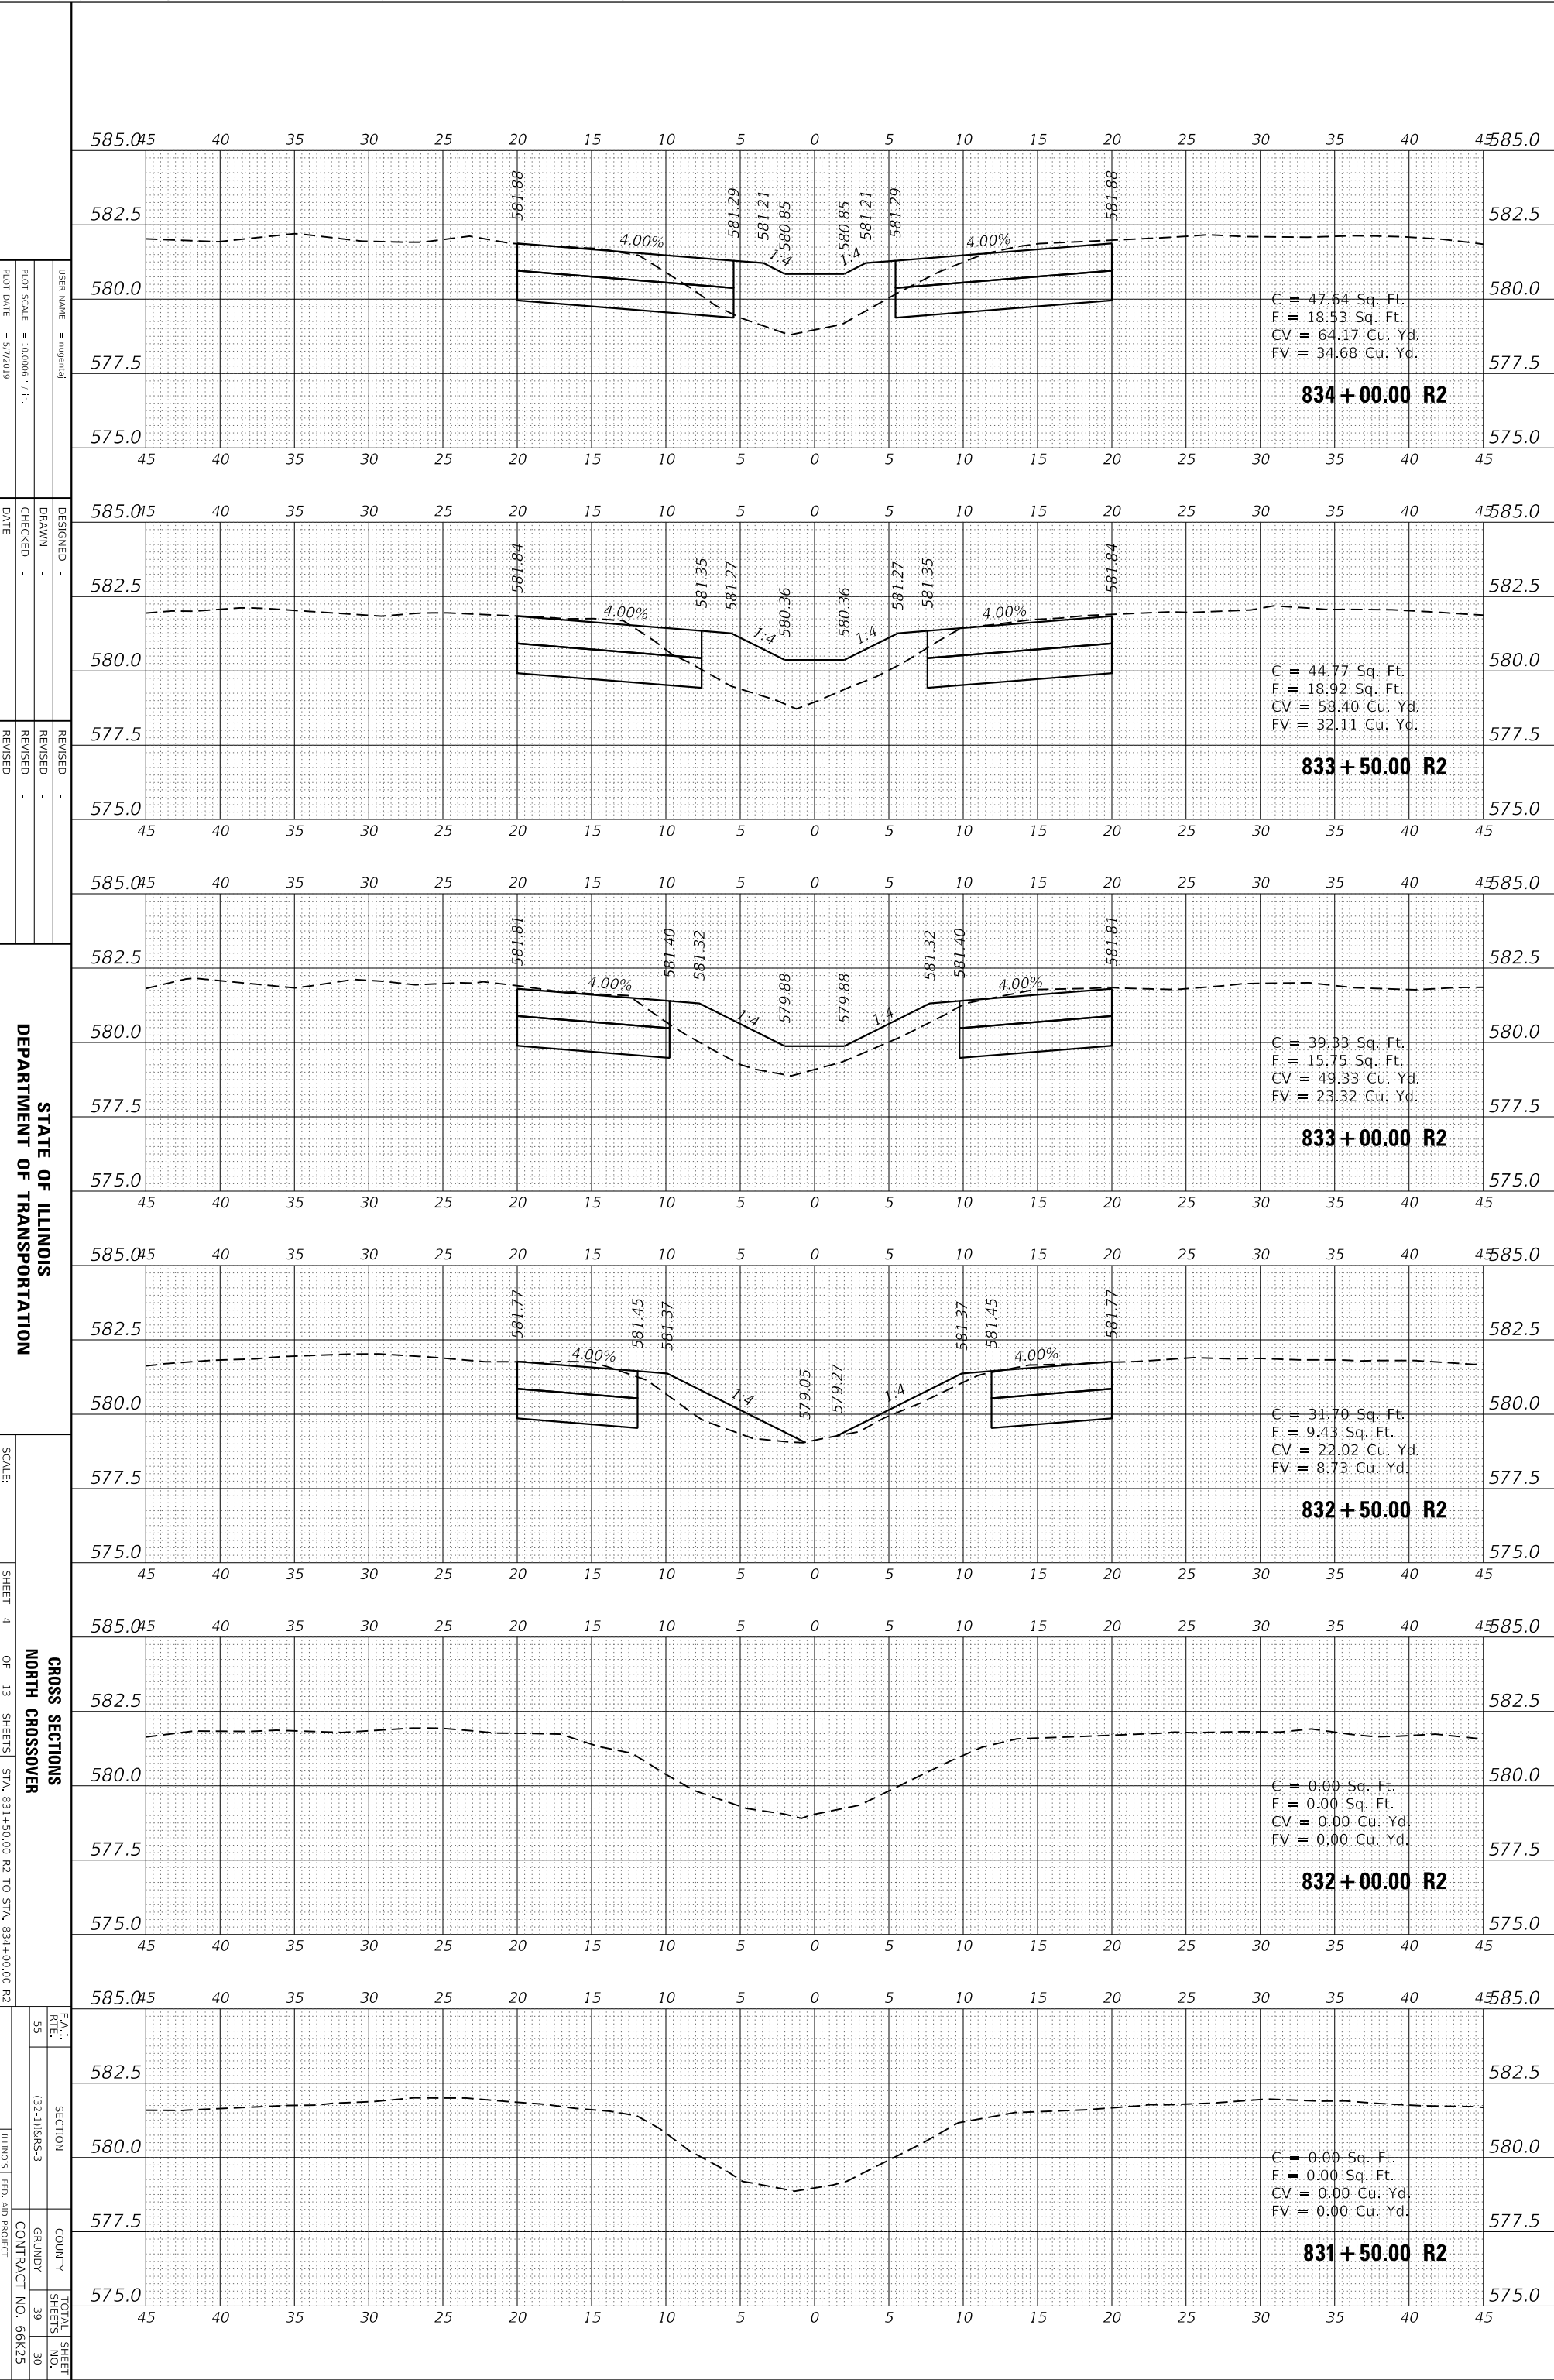 585.0 45 40 35 30 25 20 15 10 5 0 5 10 15 20 25 30 35 40 45 585.0
581.88 581.29 581.21 580.85 580.85 581.21 581.29 581.88
582.5 582.5
4.00% 1:4 1:4 4.00%
580.0 580.0
C = 47.64 Sq. Ft.
F = 18.53 Sq. Ft.
CV = 64.17 Cu. Yd.
FV = 34.68 Cu. Yd.
577.5 577.5
834+00.00 R2
575.0 575.0
45 40 35 30 25 20 15 10 5 0 5 10 15 20 25 30 35 40 45
585.0 45 40 35 30 25 20 15 10 5 0 5 10 15 20 25 30 35 40 45 585.0
581.84 581.35 581.27 580.36 580.36 581.27 581.35 581.84
582.5 582.5
4.00% 1:4 1:4 4.00%
580.0 580.0
C = 44.77 Sq. Ft.
F = 18.92 Sq. Ft.
CV = 58.40 Cu. Yd.
FV = 32.11 Cu. Yd.
577.5 577.5
833+50.00 R2
575.0 575.0
45 40 35 30 25 20 15 10 5 0 5 10 15 20 25 30 35 40 45
585.0 45 40 35 30 25 20 15 10 5 0 5 10 15 20 25 30 35 40 45 585.0
581.81 581.40 581.32 579.88 579.88 581.32 581.40 581.81
582.5 582.5
4.00% 1:4 1:4 4.00%
580.0 580.0
C = 39.33 Sq. Ft.
F = 15.75 Sq. Ft.
CV = 49.33 Cu. Yd.
FV = 23.32 Cu. Yd.
577.5 577.5
833+00.00 R2
575.0 575.0
45 40 35 30 25 20 15 10 5 0 5 10 15 20 25 30 35 40 45
585.0 45 40 35 30 25 20 15 10 5 0 5 10 15 20 25 30 35 40 45 585.0
581.77 581.45 581.37 579.05 579.27 581.37 581.45 581.77
582.5 582.5
4.00% 1:4 1:4 4.00%
580.0 580.0
C = 31.70 Sq. Ft.
F = 9.43 Sq. Ft.
CV = 22.02 Cu. Yd.
FV = 8.73 Cu. Yd.
577.5 577.5
832+50.00 R2
575.0 575.0
45 40 35 30 25 20 15 10 5 0 5 10 15 20 25 30 35 40 45
585.0 45 40 35 30 25 20 15 10 5 0 5 10 15 20 25 30 35 40 45 585.0
582.5 582.5
580.0 580.0
C = 0.00 Sq. Ft.
F = 0.00 Sq. Ft.
CV = 0.00 Cu. Yd.
FV = 0.00 Cu. Yd.
577.5 577.5
832+00.00 R2
575.0 575.0
45 40 35 30 25 20 15 10 5 0 5 10 15 20 25 30 35 40 45
585.0 45 40 35 30 25 20 15 10 5 0 5 10 15 20 25 30 35 40 45 585.0
582.5 582.5
580.0 580.0
C = 0.00 Sq. Ft.
F = 0.00 Sq. Ft.
CV = 0.00 Cu. Yd.
FV = 0.00 Cu. Yd.
577.5 577.5
831+50.00 R2
575.0 575.0
45 40 35 30 25 20 15 10 5 0 5 10 15 20 25 30 35 40 45
USER NAME = nugentaj
PLOT SCALE = 10.0006 ' / in.
PLOT DATE = 5/7/2019
DESIGNED -
DRAWN -
CHECKED -
DATE -
REVISED -
REVISED -
REVISED -
REVISED -
STATE OF ILLINOIS
DEPARTMENT OF TRANSPORTATION
CROSS SECTIONS
NORTH CROSSOVER
SCALE: SHEET 4 OF 13 SHEETS STA. 831+50.00 R2 TO STA. 834+00.00 R2
F.A.I. RTE. SECTION COUNTY TOTAL SHEETS SHEET NO.
55 (32-1)I&RS-3 GRUNDY 39 30
CONTRACT NO. 66K25
ILLINOIS FED. AID PROJECT